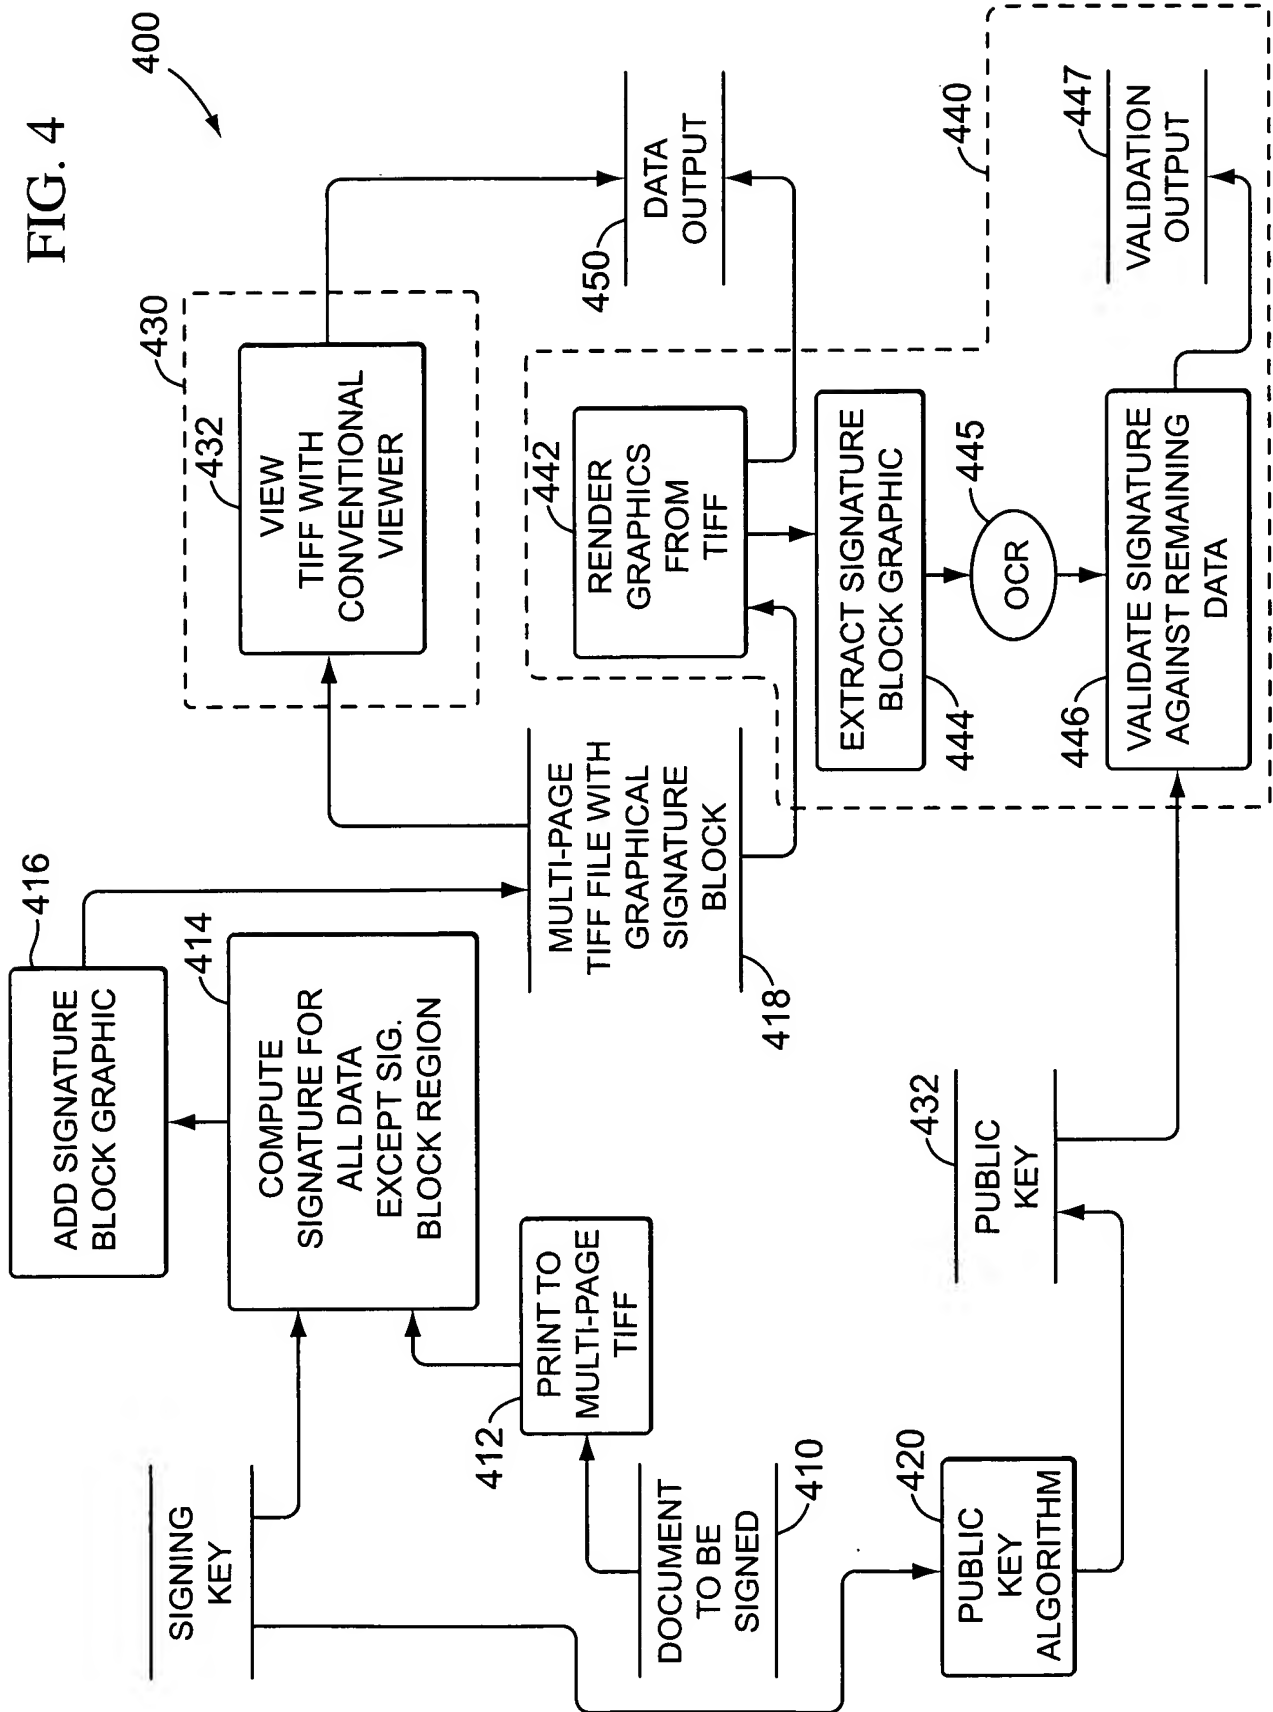 FIG. 4
400
SIGNING
KEY
DOCUMENT
TO BE
SIGNED
410
412
PRINT TO
MULTI-PAGE
TIFF
414
COMPUTE
SIGNATURE FOR
ALL DATA
EXCEPT SIG.
BLOCK REGION
416
ADD SIGNATURE
BLOCK GRAPHIC
MULTI-PAGE
TIFF FILE WITH
GRAPHICAL
SIGNATURE
BLOCK
418
420
PUBLIC
KEY
ALGORITHM
432
PUBLIC
KEY
430
432
VIEW
TIFF WITH
CONVENTIONAL
VIEWER
440
442
RENDER
GRAPHICS
FROM
TIFF
EXTRACT SIGNATURE
BLOCK GRAPHIC
444
445
OCR
446
VALIDATE SIGNATURE
AGAINST REMAINING
DATA
450
DATA
OUTPUT
447
VALIDATION
OUTPUT